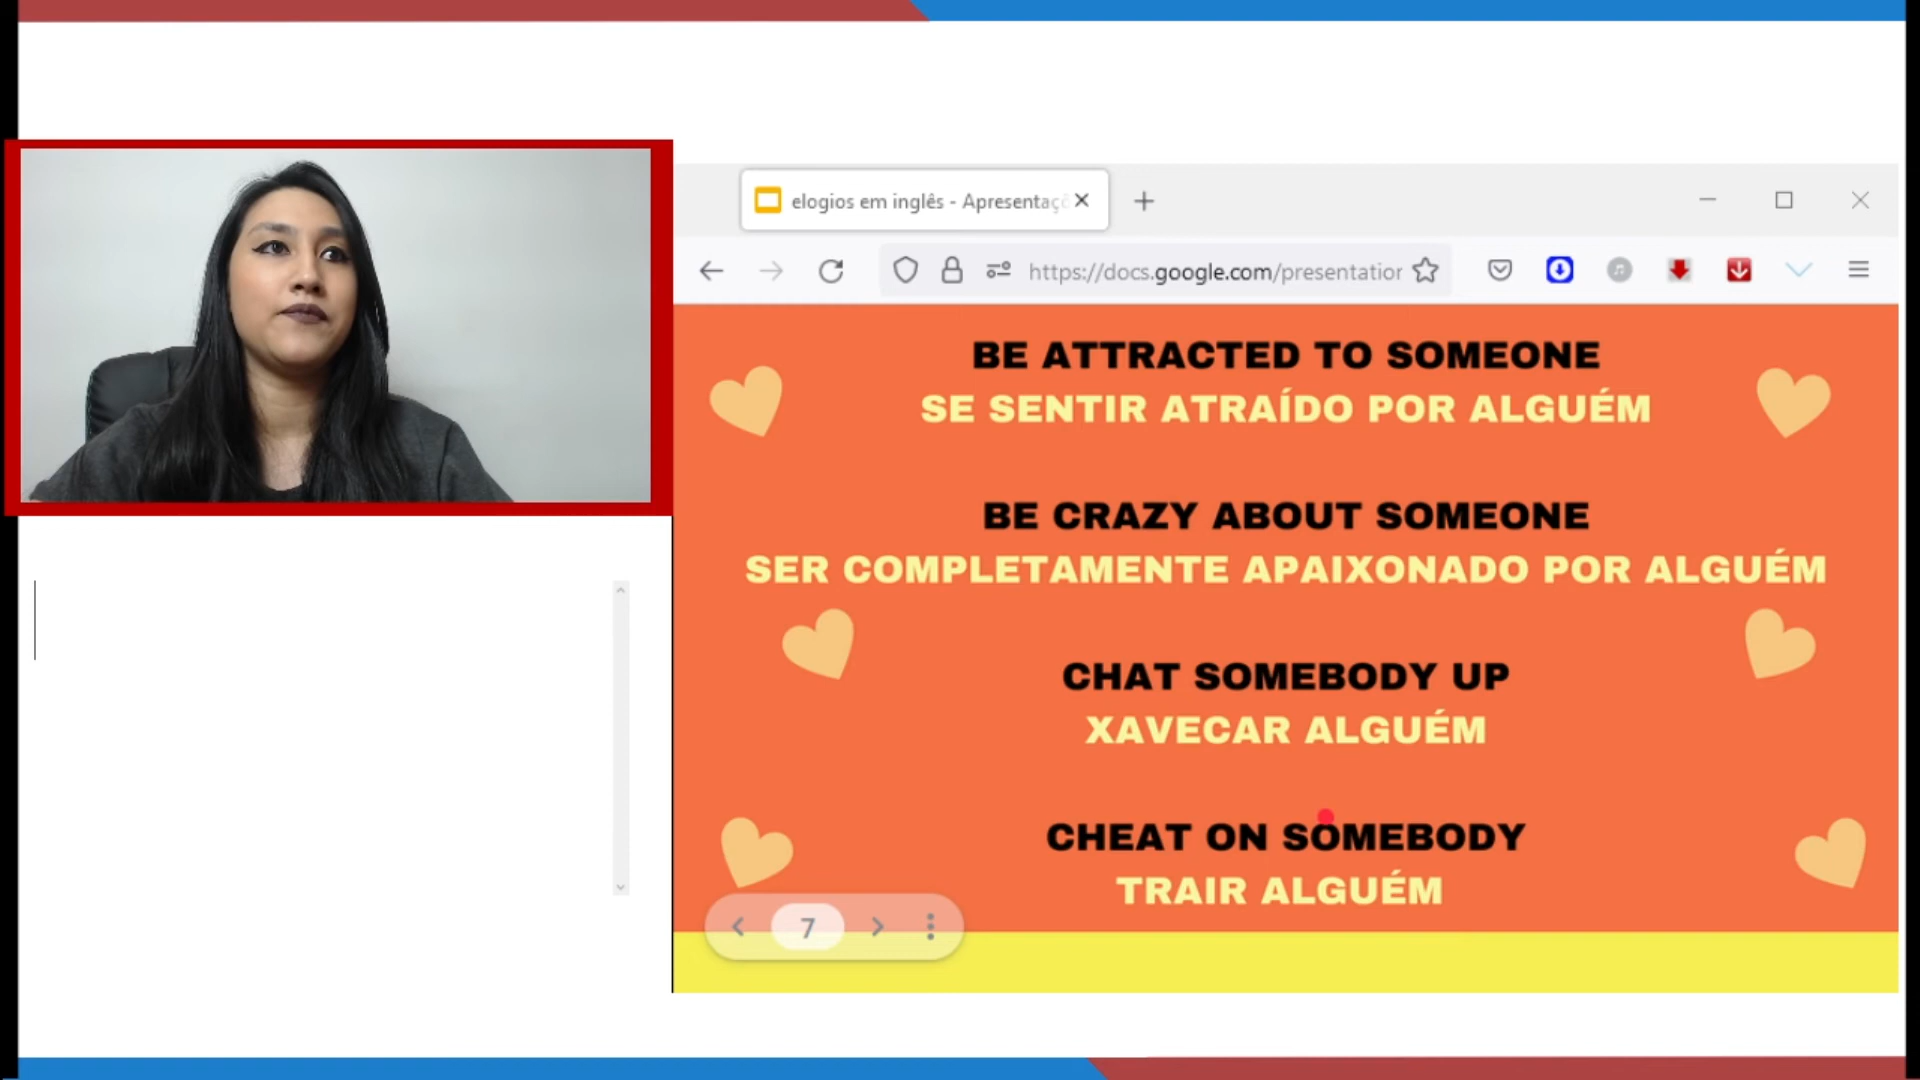 elogios em inglês - Apresentaç
https://docs.google.com/presentation
BE ATTRACTED TO SOMEONE
SE SENTIR ATRAÍDO POR ALGUÉM
BE CRAZY ABOUT SOMEONE
SER COMPLETAMENTE APAIXONADO POR ALGUÉM
CHAT SOMEBODY UP
XAVECAR ALGUÉM
CHEAT ON SOMEBODY
TRAIR ALGUÉM
7